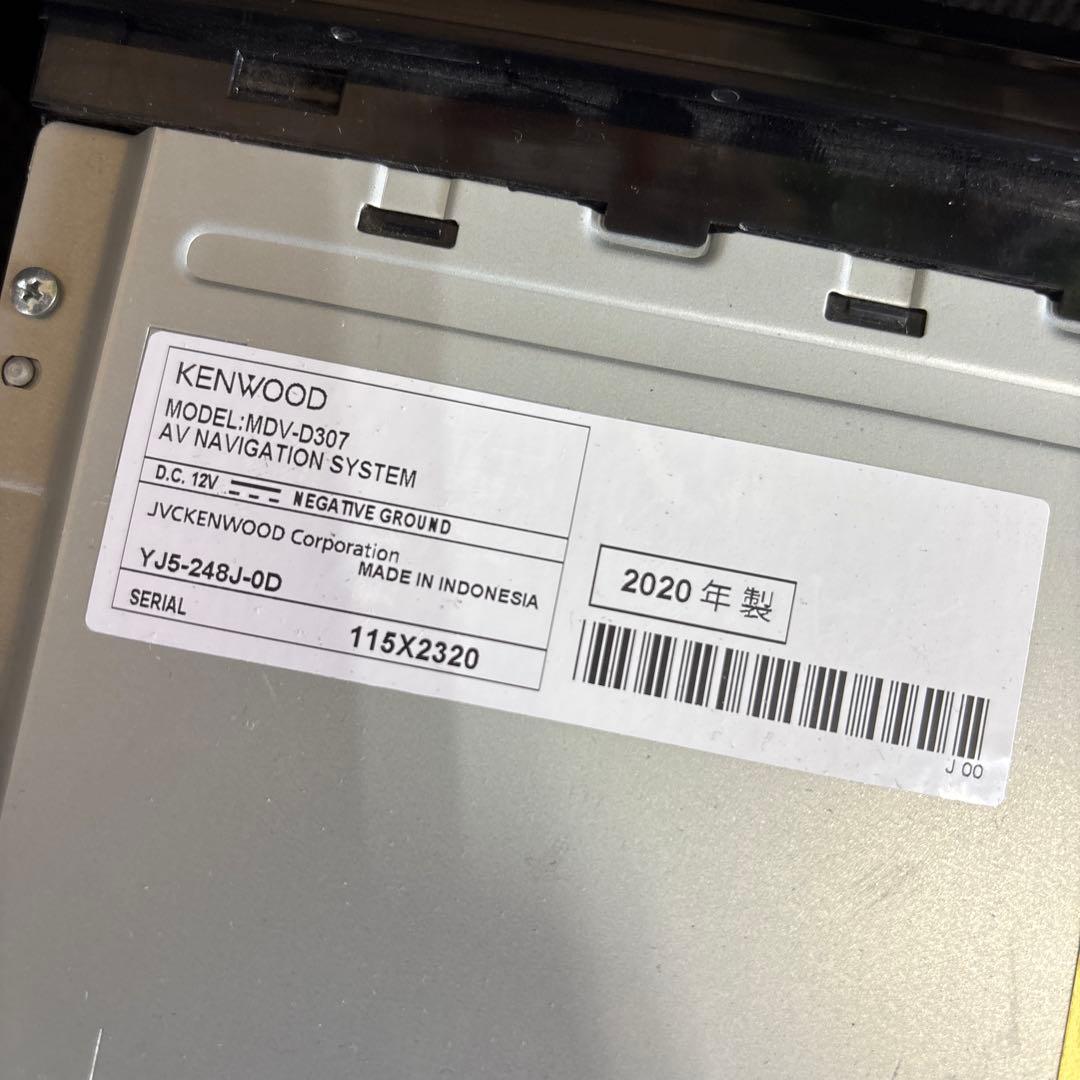 KENWOOD
MODEL:MDV-D307
AV NAVIGATION SYSTEM
D.C. 12V NEGATIVE GROUND
JVCKENWOOD Corporation
MADE IN INDONESIA
YJ5-248J-0D
SERIAL
115X2320
2020 年 製
J 00